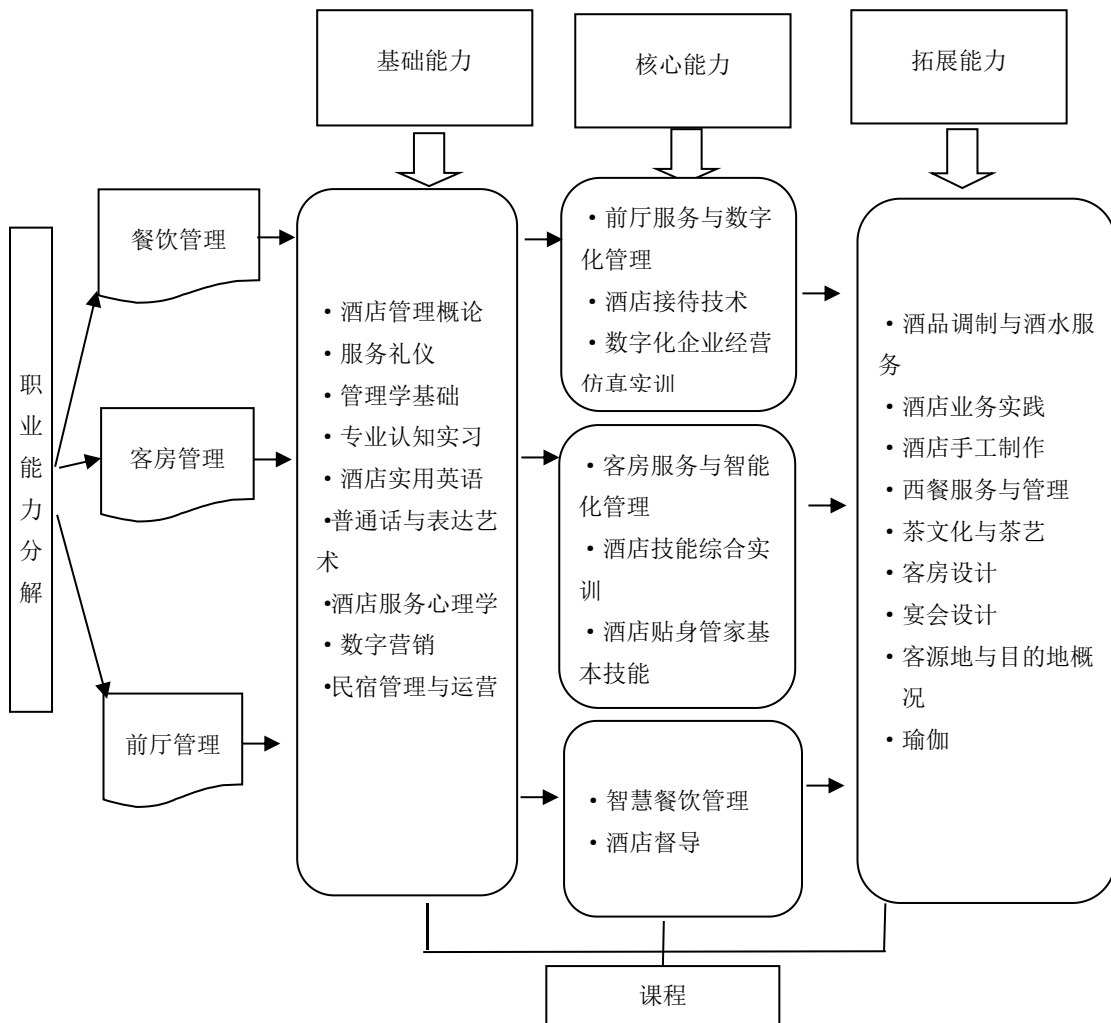 基础能力
核心能力
拓展能力
职
业
能
力
分
解
餐饮管理
客房管理
前厅管理
·酒店管理概论
·服务礼仪
·管理学基础
·专业认知实习
·酒店实用英语
·普通话与表达艺
术
·酒店服务心理学
·数字营销
·民宿管理与运营
·前厅服务与数字
化管理
·酒店接待技术
·数字化企业经营
仿真实训
·客房服务与智能
化管理
·酒店技能综合实
训
·酒店贴身管家基
本技能
·智慧餐饮管理
·酒店督导
·酒品调制与酒水服
务
·酒店业务实践
·酒店手工制作
·西餐服务与管理
·茶文化与茶艺
·客房设计
·宴会设计
·客源地与目的地概
况
·瑜伽
课程